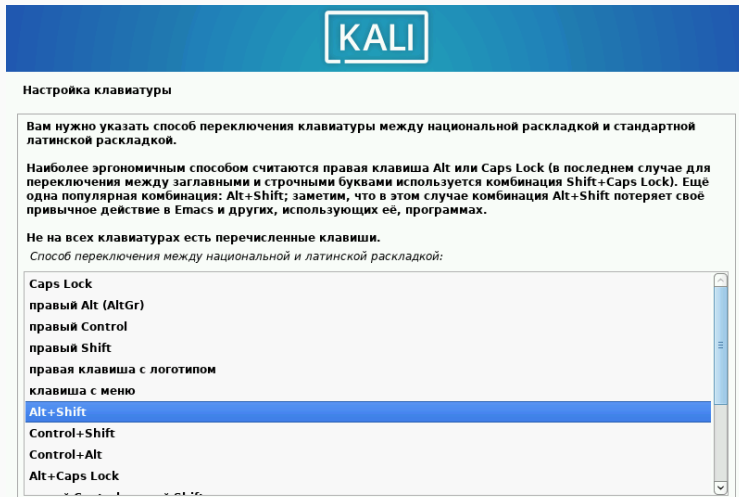 KALI
Настройка клавиатуры
Вам нужно указать способ переключения клавиатуры между национальной раскладкой и стандартной
латинской раскладкой.
Наиболее эргономичным способом считаются правая клавиша Alt или Caps Lock (в последнем случае для
переключения между заглавными и строчными буквами используется комбинация Shift+Caps Lock). Ещё
одна популярная комбинация: Alt+Shift; заметим, что в этом случае комбинация Alt+Shift потеряет своё
привычное действие в Emacs и других, использующих её, программах.
Не на всех клавиатурах есть перечисленные клавиши.
Способ переключения между национальной и латинской раскладкой:
Caps Lock
правый Alt (AltGr)
правый Control
правый Shift
правая клавиша с логотипом
клавиша с меню
Alt+Shift
Control+Shift
Control+Alt
Alt+Caps Lock